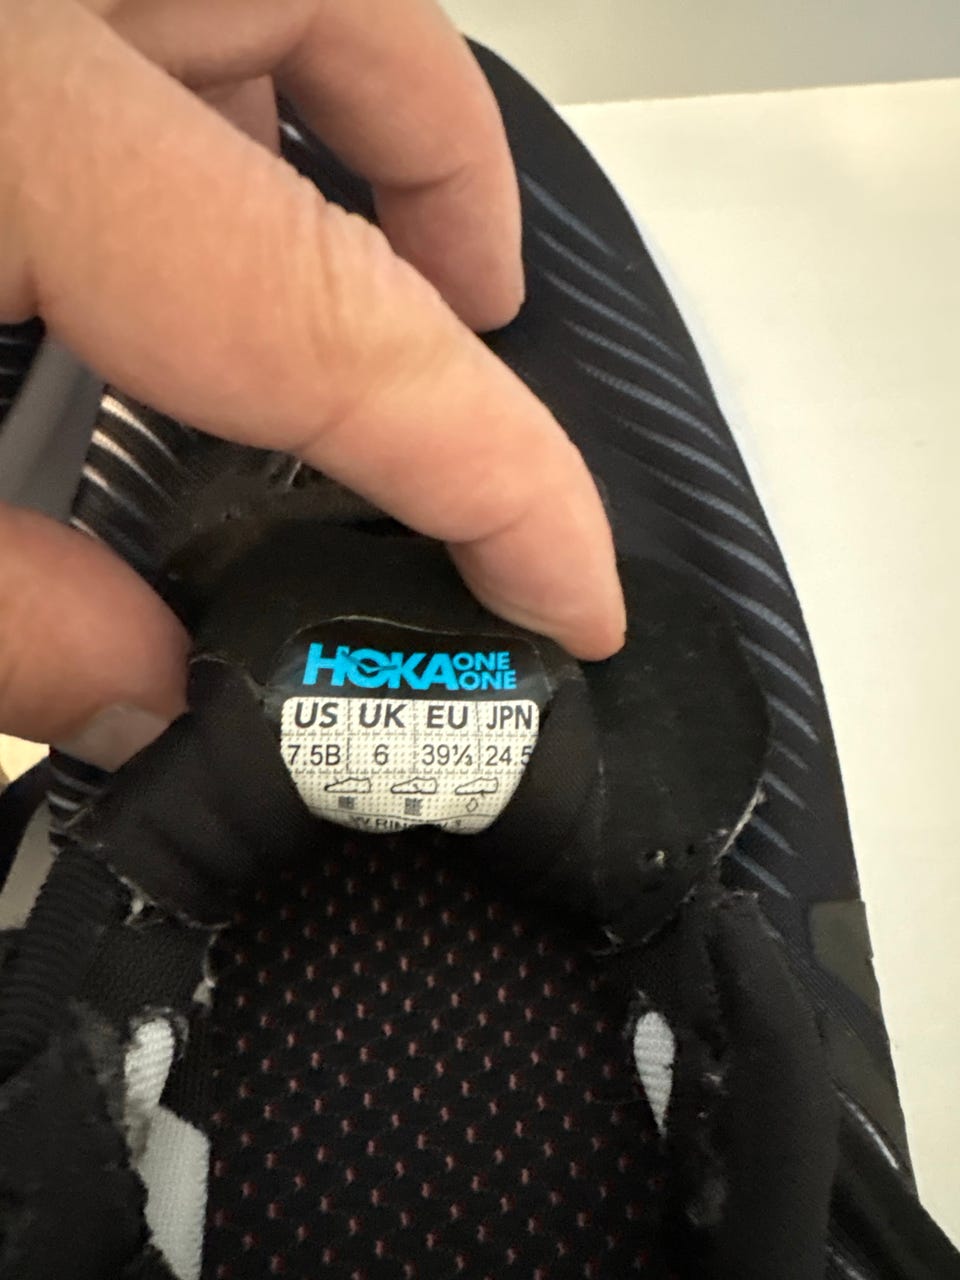 HOKA ONE ONE
US UK EU JPN
7.5B 6 39⅓ 24.5